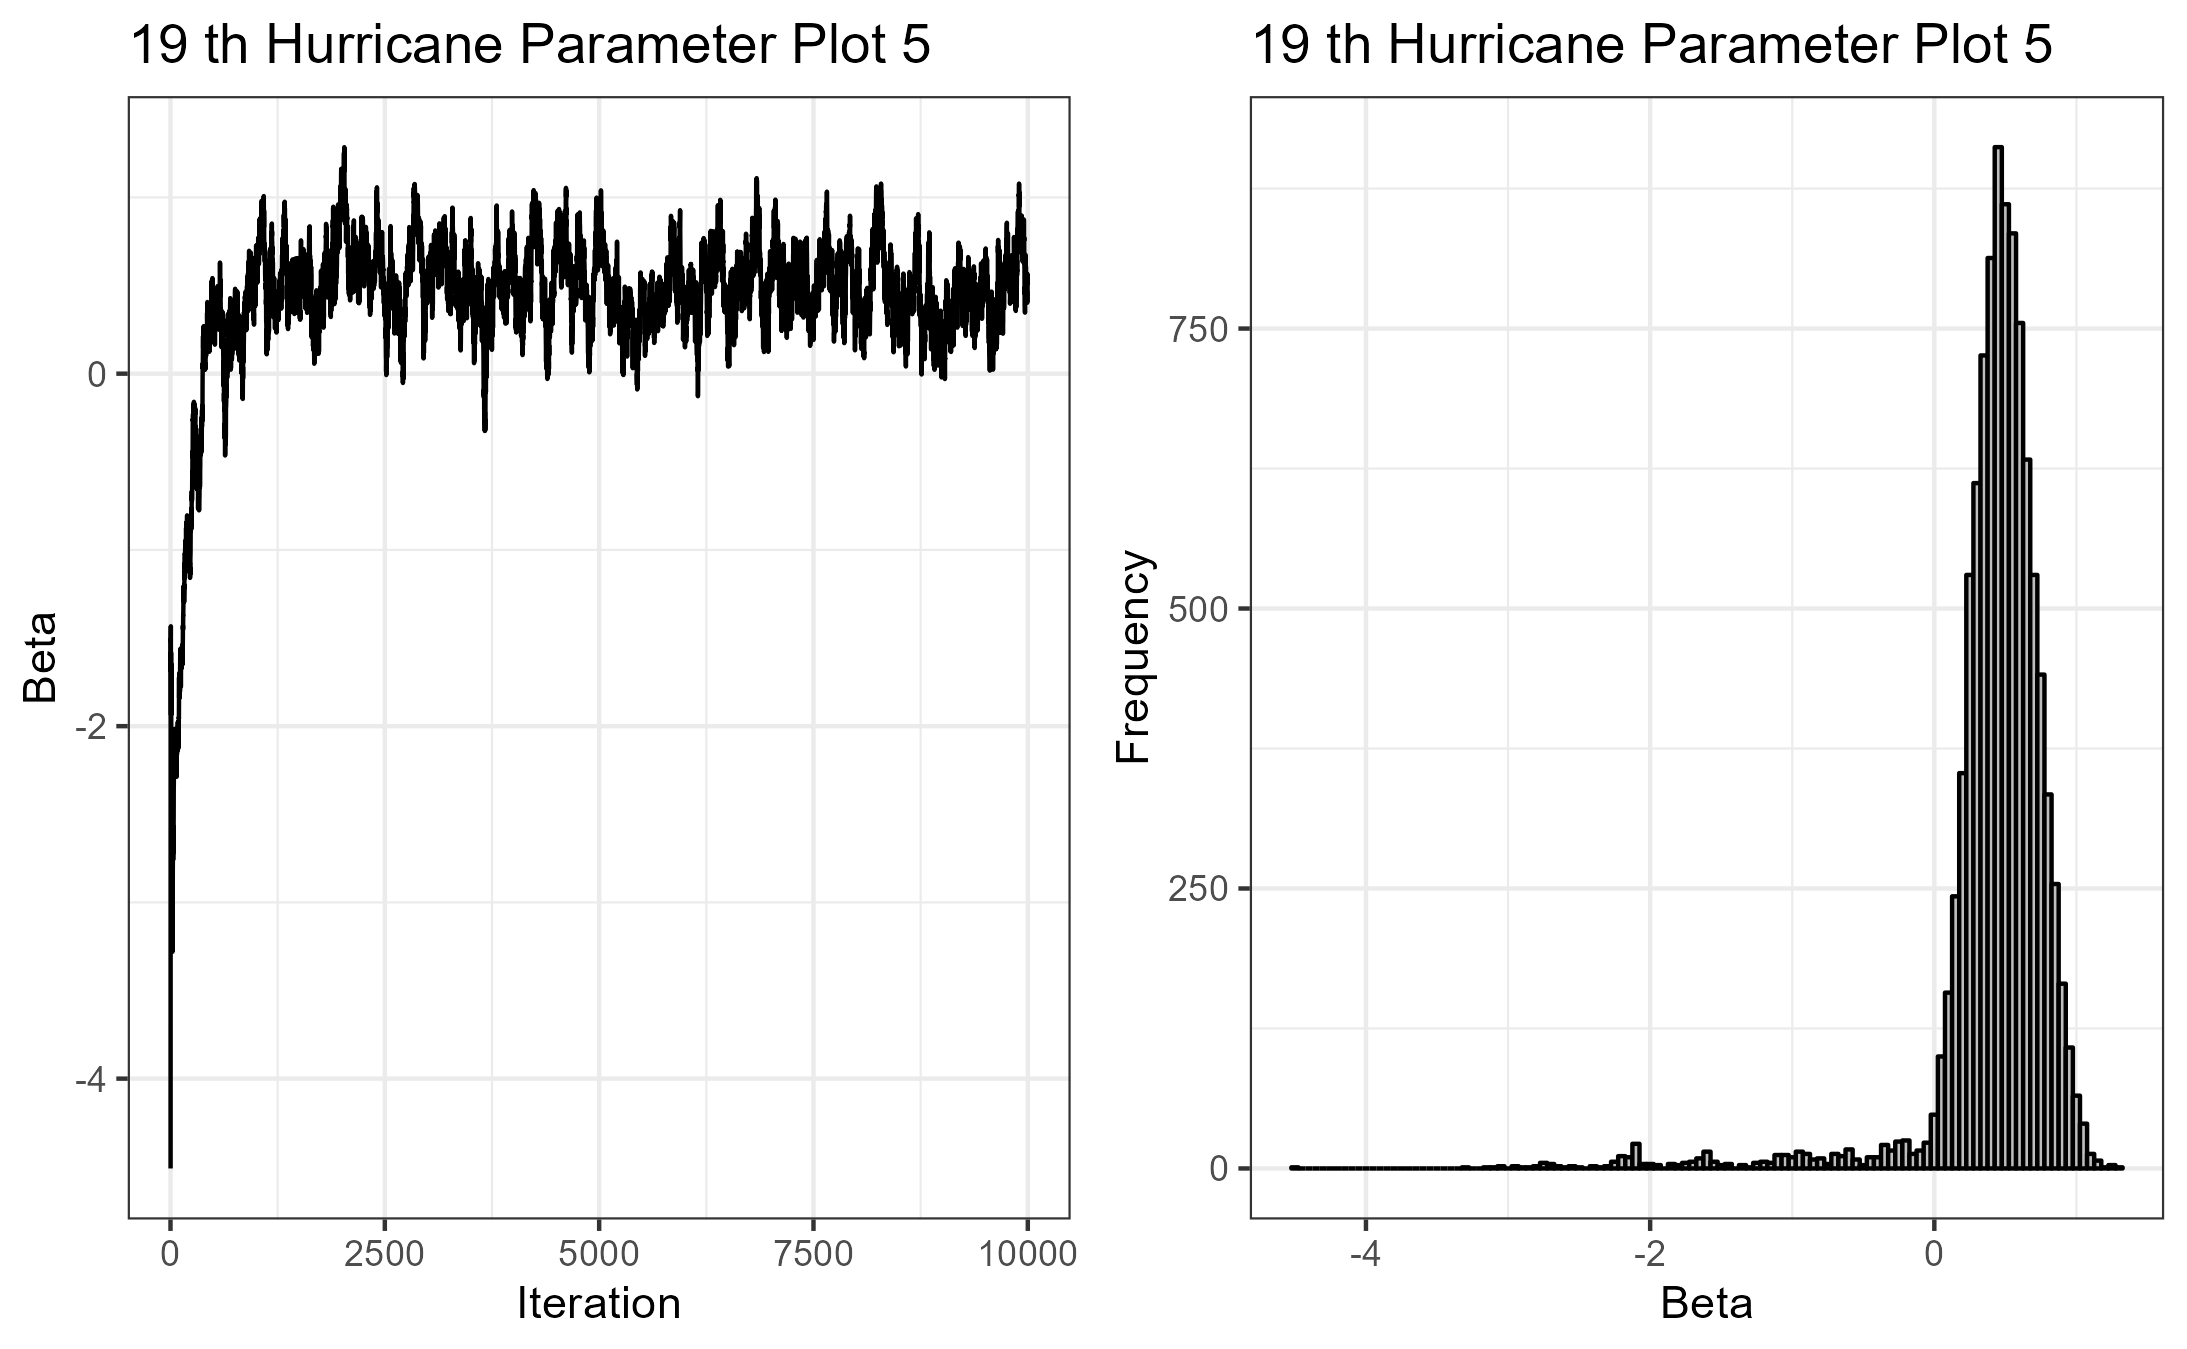 19 th Hurricane Parameter Plot 5
Beta
0
-2
-4
0 2500 5000 7500 10000
Iteration
19 th Hurricane Parameter Plot 5
Frequency
750
500
250
0
-4 -2 0
Beta